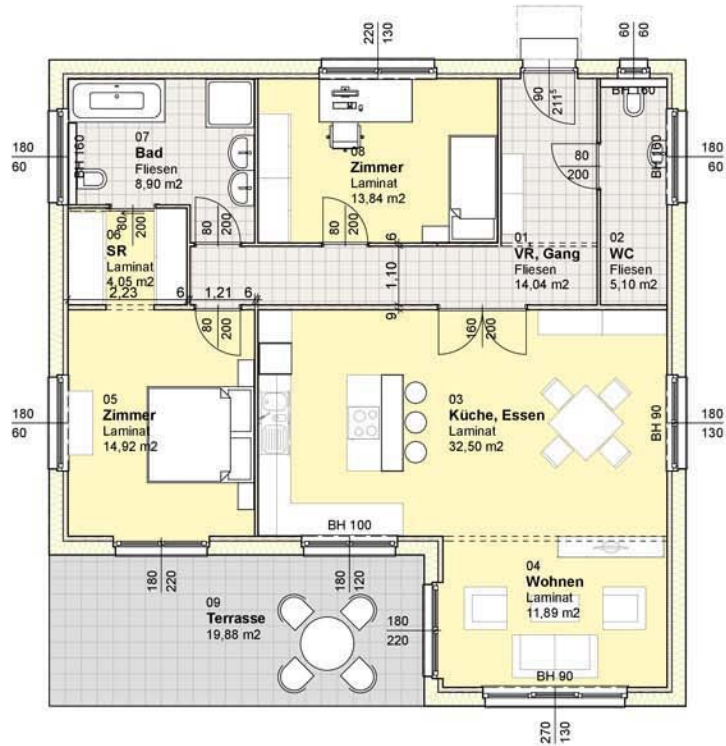 220
130
60
60
180
60
BH 160
07
Bad
Fliesen
8,90 m2
08
Zimmer
Laminat
13,84 m2
90
211⁵
BH 160
BH 160
180
60
80
200
80
200
80
200
80
200
06
SR
Laminat
4,05 m2
2,23
6
1,21
6
6
1,10
9
01
VR, Gang
Fliesen
14,04 m2
02
WC
Fliesen
5,10 m2
80
200
160
200
180
60
05
Zimmer
Laminat
14,92 m2
03
Küche, Essen
Laminat
32,50 m2
BH 90
180
130
BH 100
180
220
180
120
09
Terrasse
19,88 m2
180
220
04
Wohnen
Laminat
11,89 m2
BH 90
270
130